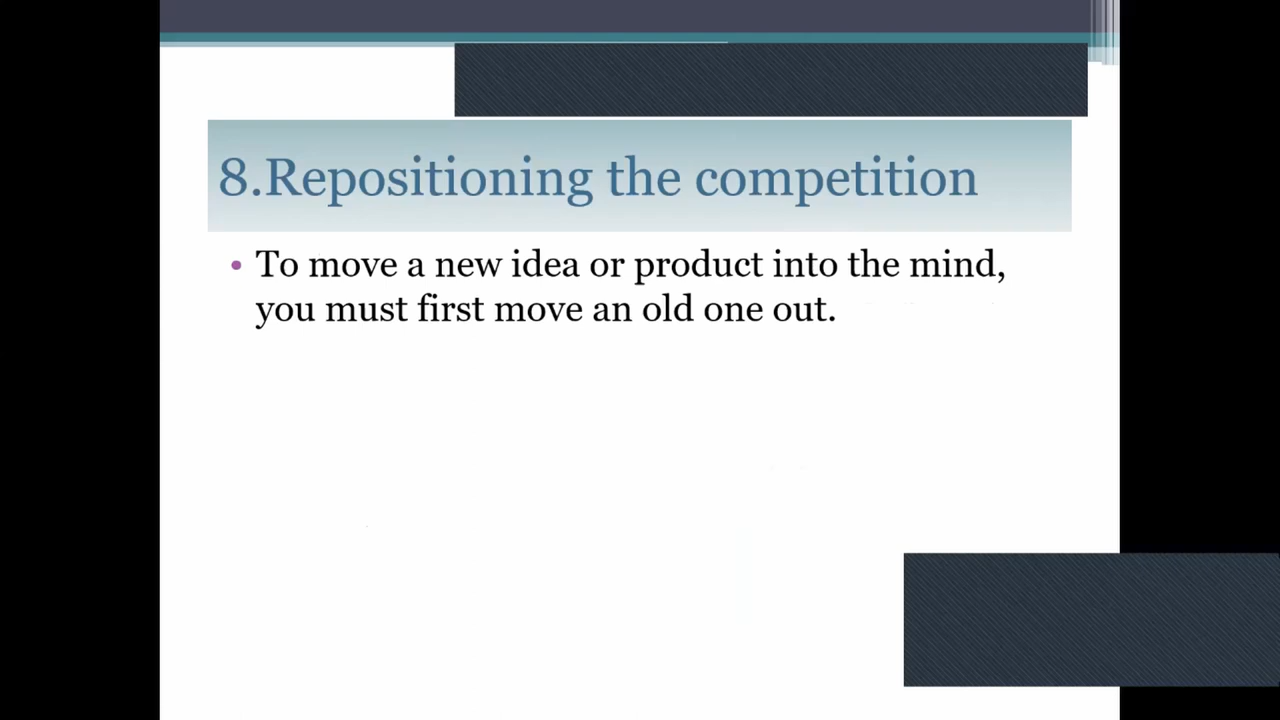 8.Repositioning the competition
• To move a new idea or product into the mind,
you must first move an old one out.